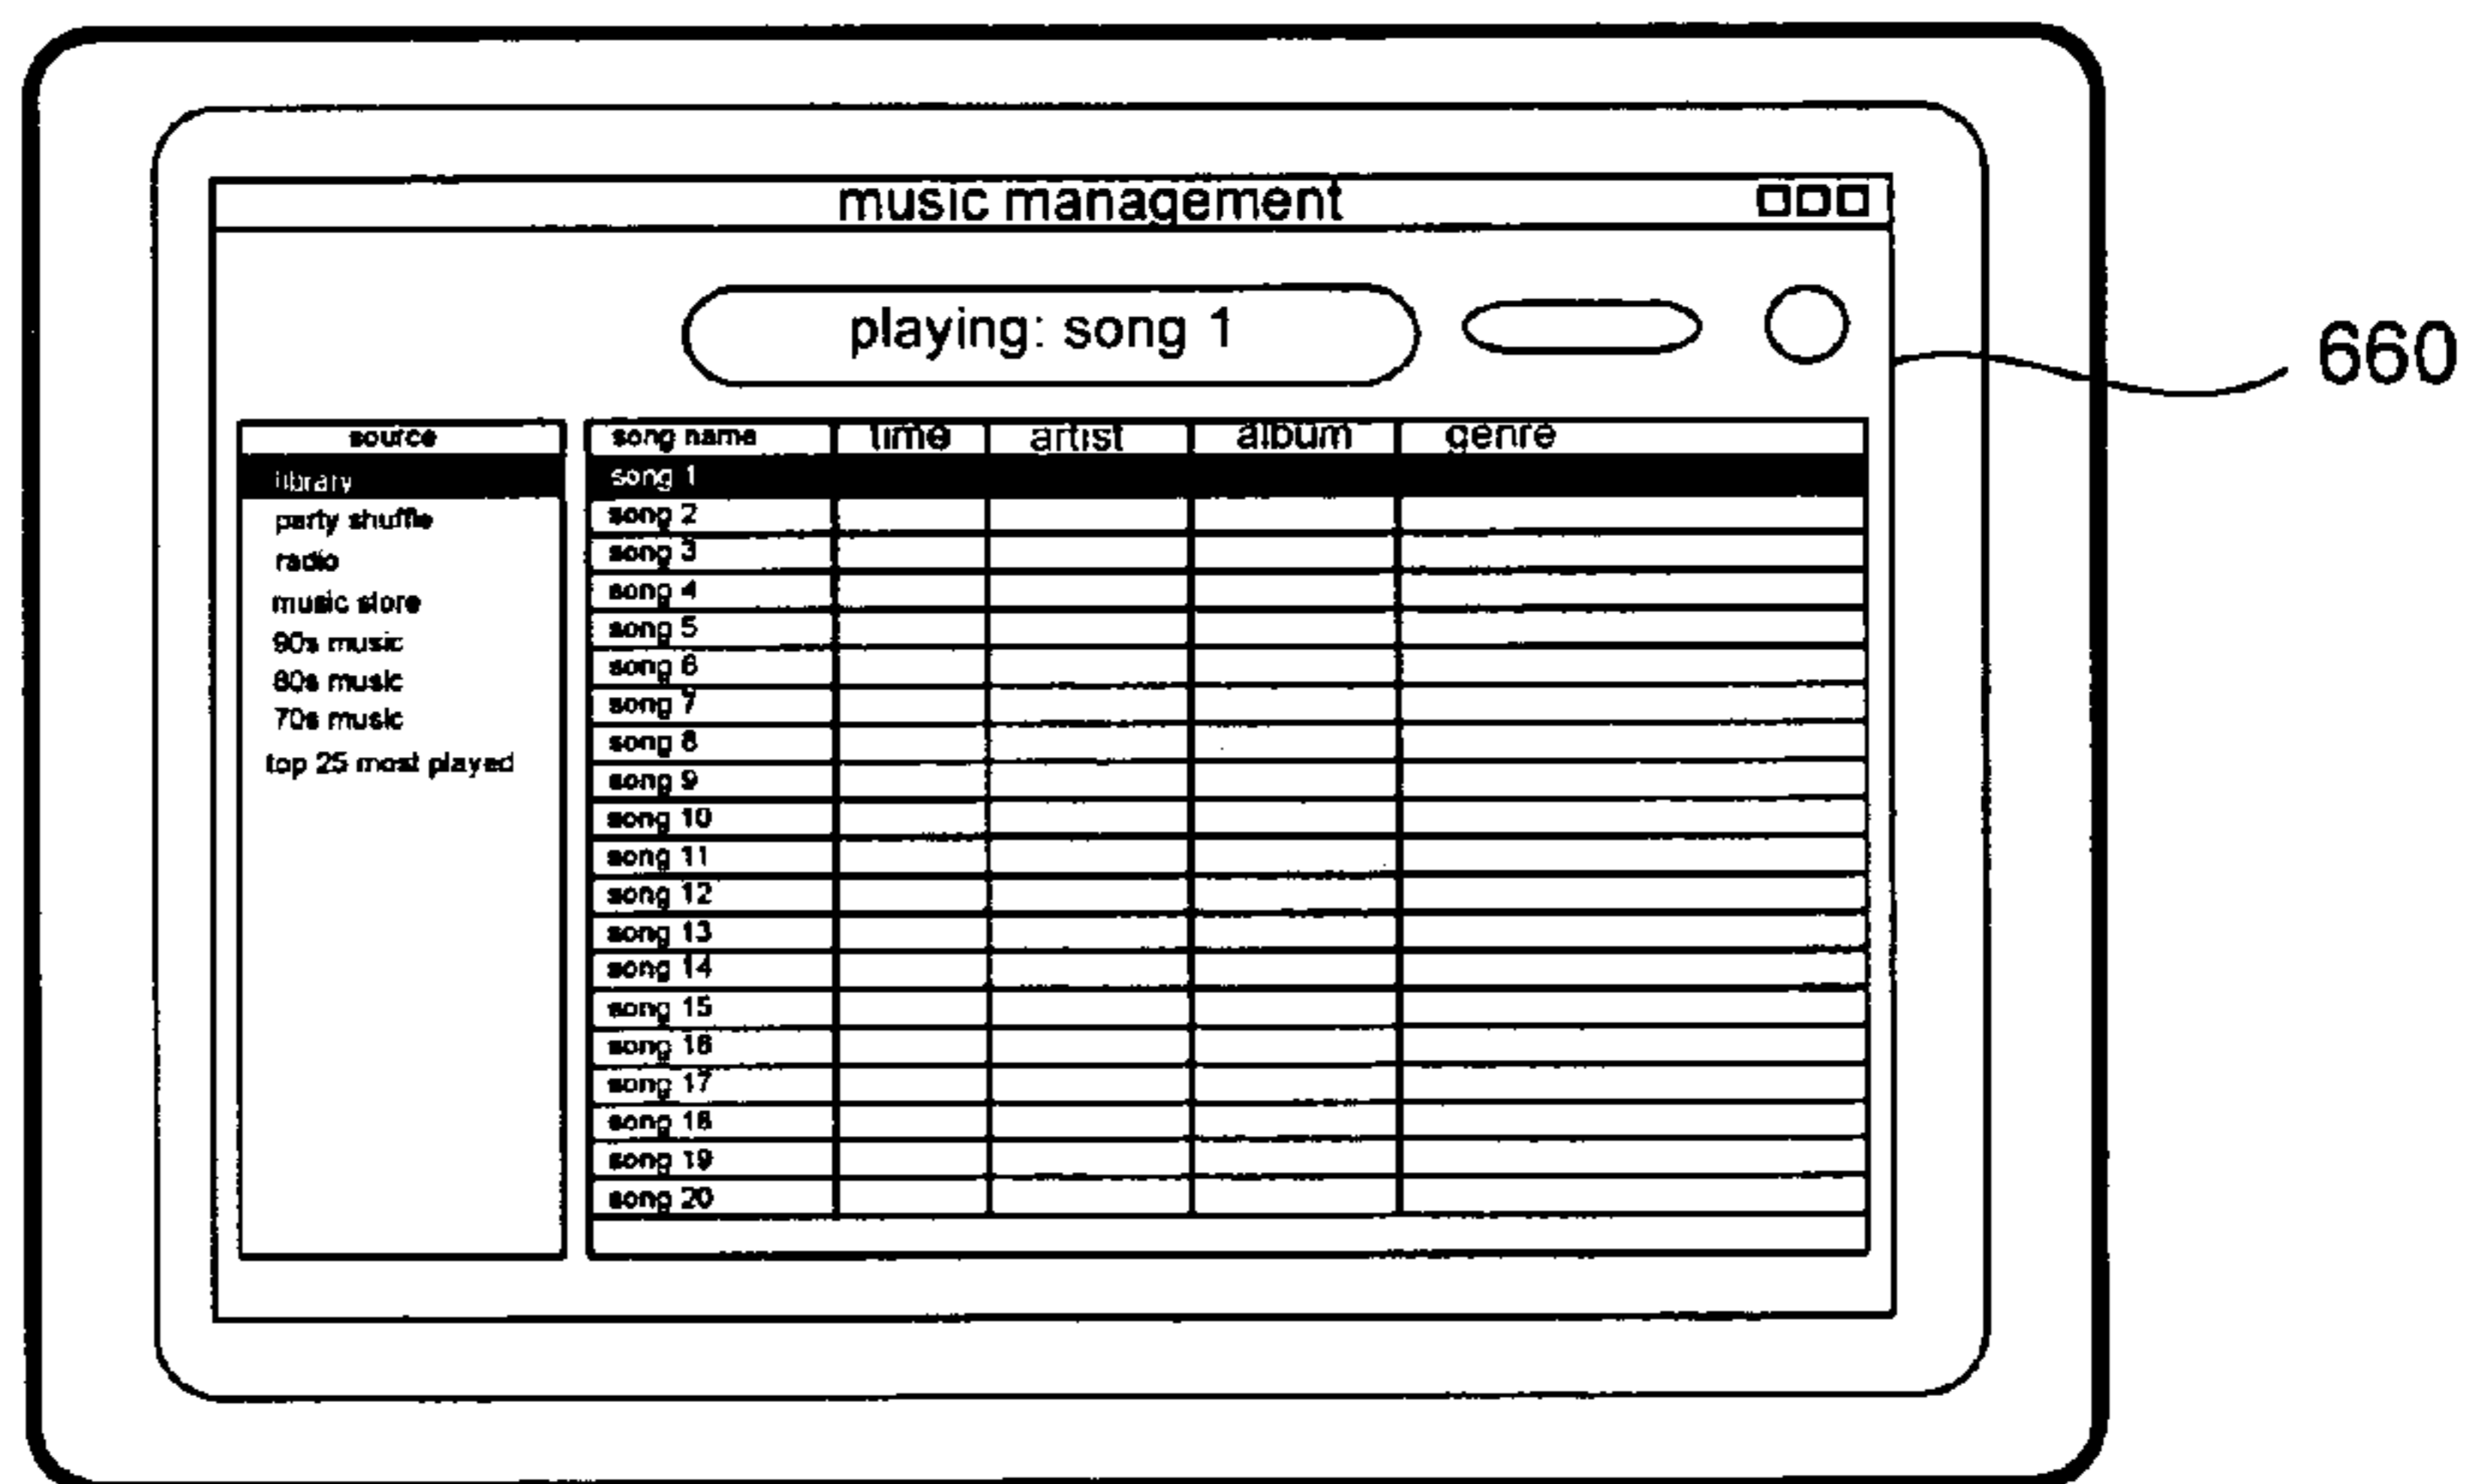 music management
playing: song 1
660
source
library
party shuffle
radio
music store
90s music
80s music
70s music
top 25 most played
song name time artist album genre
song 1
song 2
song 3
song 4
song 5
song 6
song 7
song 8
song 9
song 10
song 11
song 12
song 13
song 14
song 15
song 16
song 17
song 18
song 19
song 20